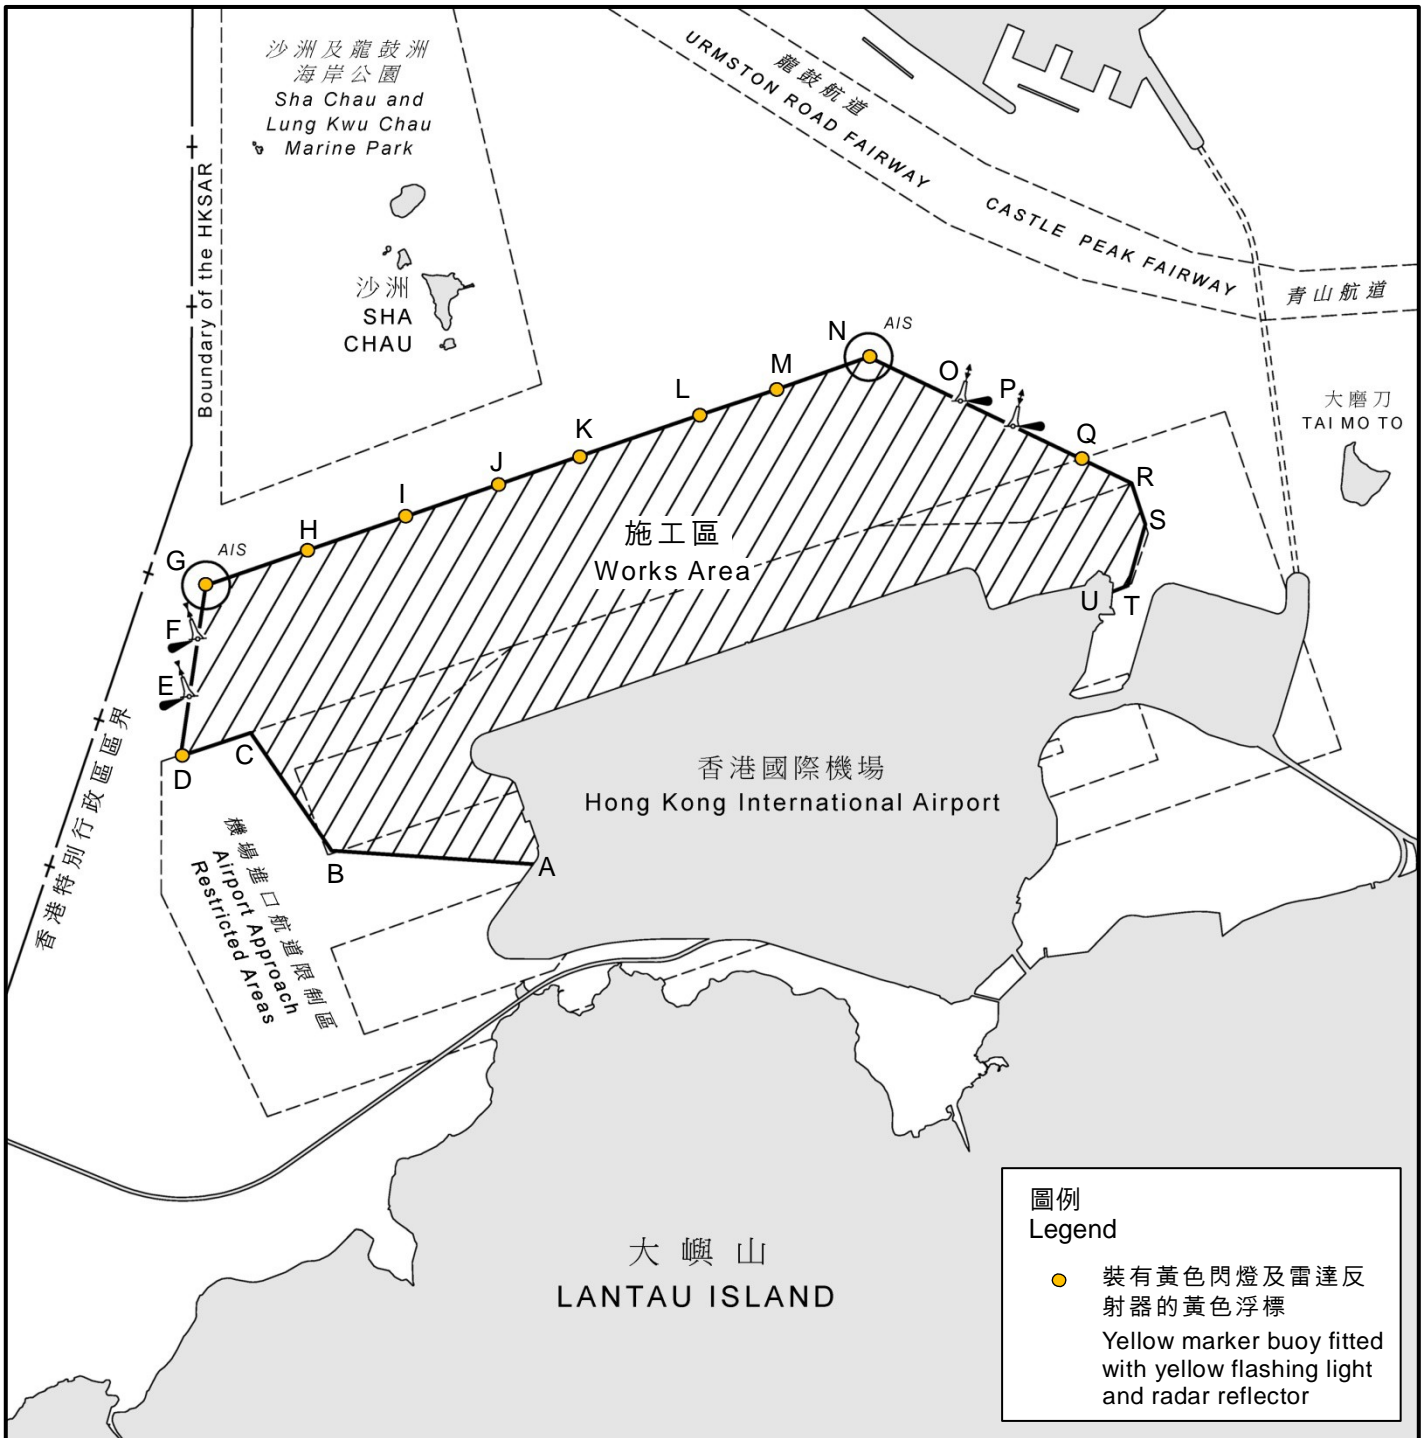 沙洲及龍鼓洲
海岸公園
Sha Chau and
Lung Kwu Chau
Marine Park
龍鼓航道
URMSTON ROAD FAIRWAY
CASTLE PEAK FAIRWAY
青山航道
Boundary of the HKSAR
沙洲
SHA
CHAU
大磨刀
TAI MO TO
N
AIS
M
L
K
J
I
H
G
AIS
F
E
D
C
B
A
O
P
Q
R
S
T
U
施工區
Works Area
香港國際機場
Hong Kong International Airport
香港特別行政區區界
機場進口航道限制區
Airport Approach
Restricted Areas
大嶼山
LANTAU ISLAND
圖例
Legend
裝有黃色閃燈及雷達反
射器的黃色浮標
Yellow marker buoy fitted
with yellow flashing light
and radar reflector